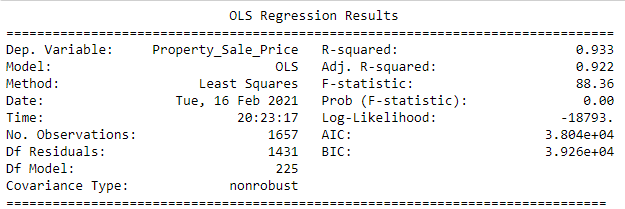 OLS Regression Results
==============================================================================
Dep. Variable: Property_Sale_Price R-squared: 0.933
Model: OLS Adj. R-squared: 0.922
Method: Least Squares F-statistic: 88.36
Date: Tue, 16 Feb 2021 Prob (F-statistic): 0.00
Time: 20:23:17 Log-Likelihood: -18793.
No. Observations: 1657 AIC: 3.804e+04
Df Residuals: 1431 BIC: 3.926e+04
Df Model: 225
Covariance Type: nonrobust
==============================================================================